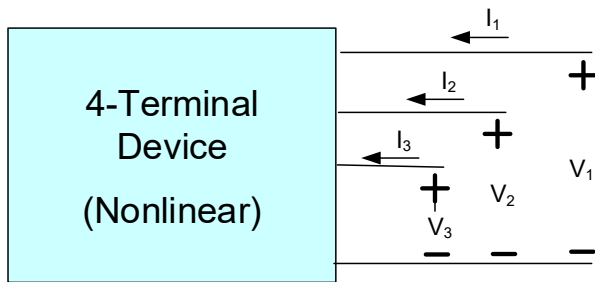 4-Terminal
Device
(Nonlinear)
I₁
I₂
I₃
V₁
V₂
V₃